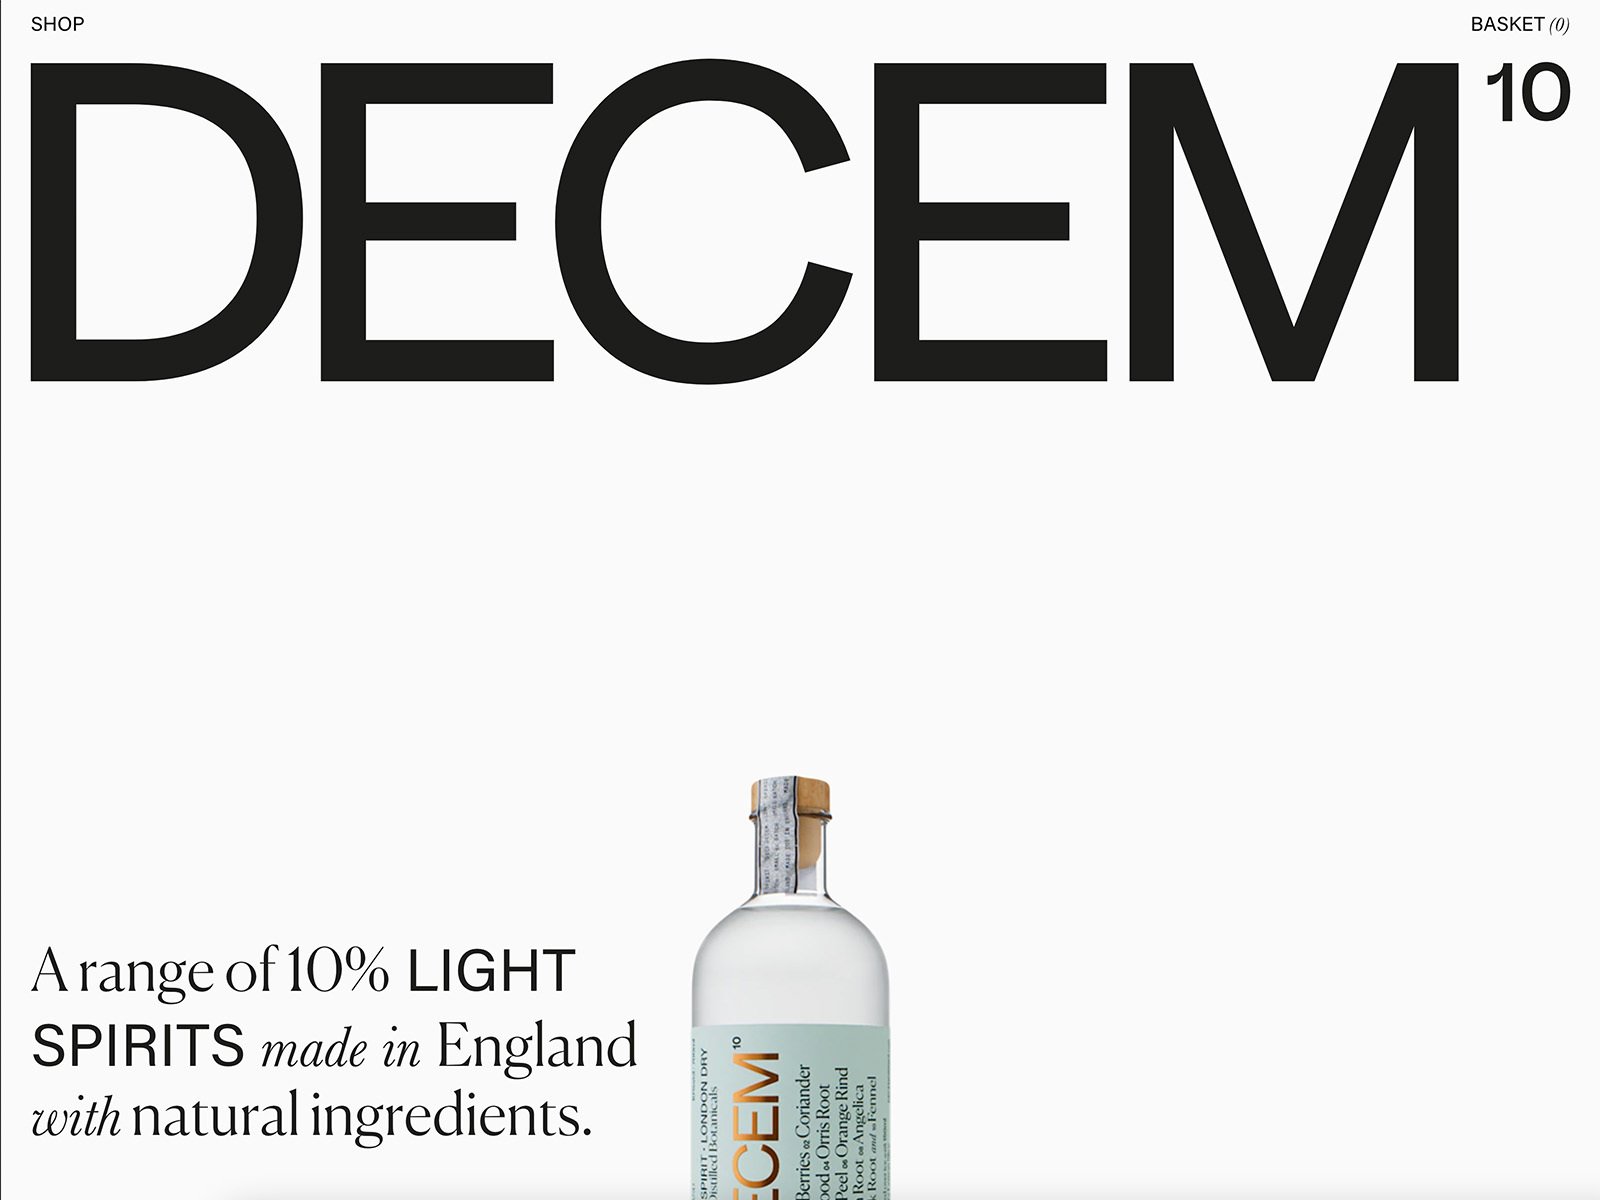 SHOP
BASKET (0)
DECEM 10
A range of 10% LIGHT
SPIRITS made in England
with natural ingredients.
SPIRIT · LONDON DRY
Distilled Botanicals
ECEM 10
Berries 02 Coriander
04 Orris Root
Peel 06 Orange Rind
Root 08 Angelica
Root and 10 Fennel